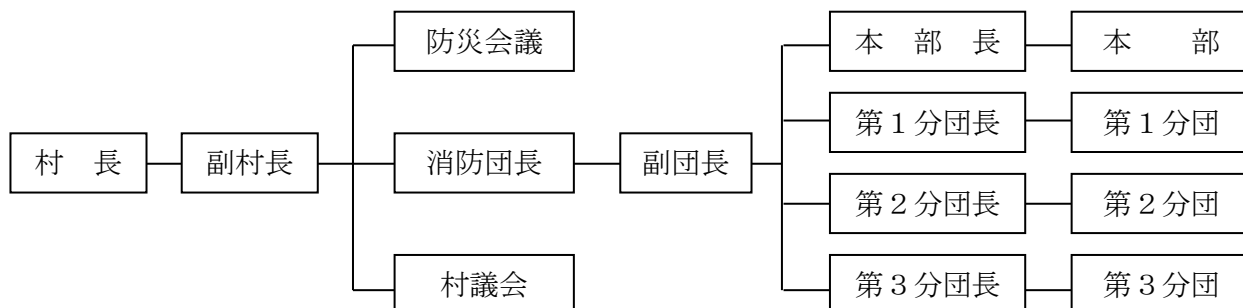 防災会議
本　部　長
本　　部
第１分団長
第１分団
村　長
副村長
消防団長
副団長
第２分団長
第２分団
村議会
第３分団長
第３分団